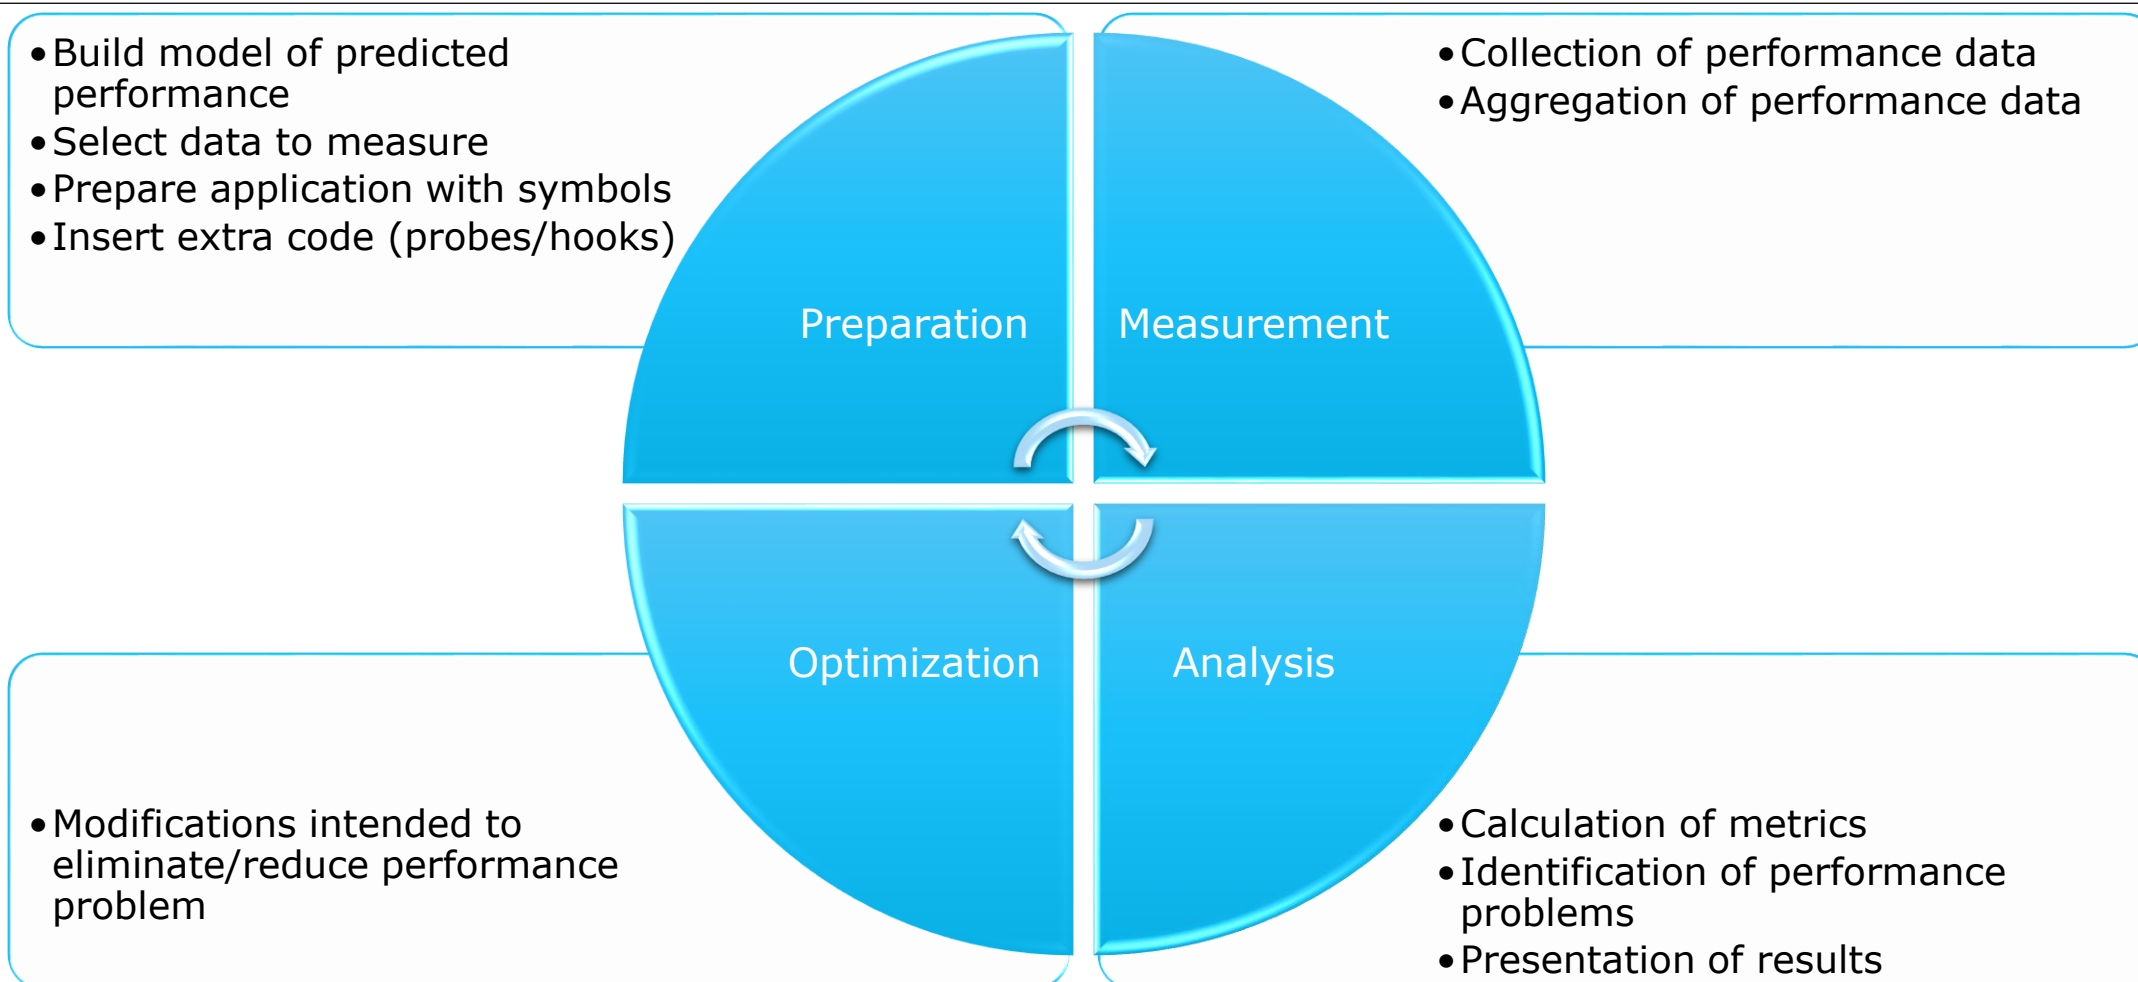 •Build model of predicted
performance
•Select data to measure
•Prepare application with symbols
•Insert extra code (probes/hooks)
•Collection of performance data
•Aggregation of performance data
Preparation
Measurement
Optimization
Analysis
•Modifications intended to
eliminate/reduce performance
problem
•Calculation of metrics
•Identification of performance
problems
•Presentation of results